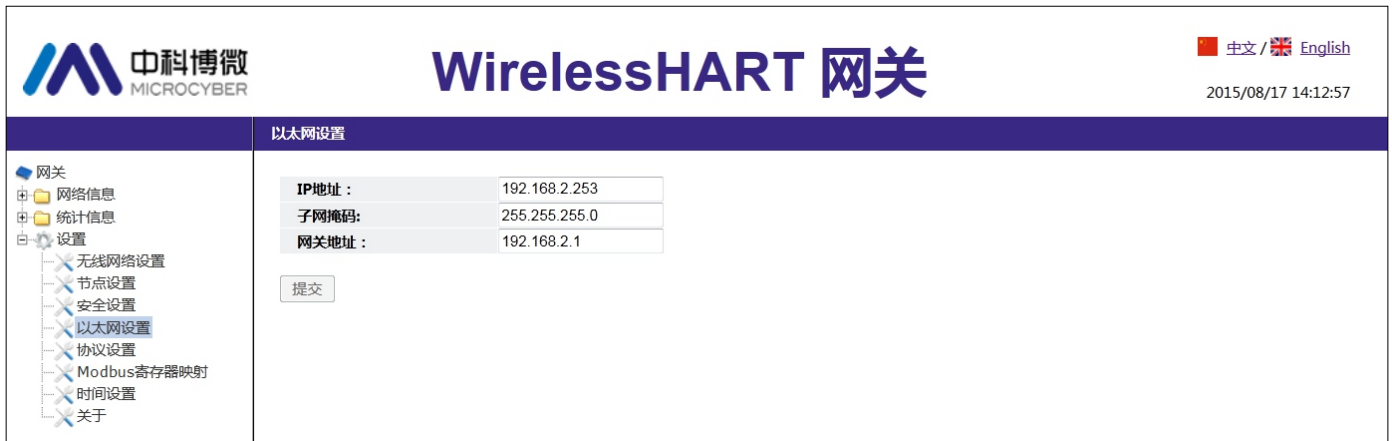 中科博微
MICROCYBER
WirelessHART 网关
中文 / English
2015/08/17 14:12:57
以太网设置
网关
网络信息
统计信息
设置
无线网络设置
节点设置
安全设置
以太网设置
协议设置
Modbus寄存器映射
时间设置
关于
IP地址： 192.168.2.253
子网掩码: 255.255.255.0
网关地址： 192.168.2.1
提交